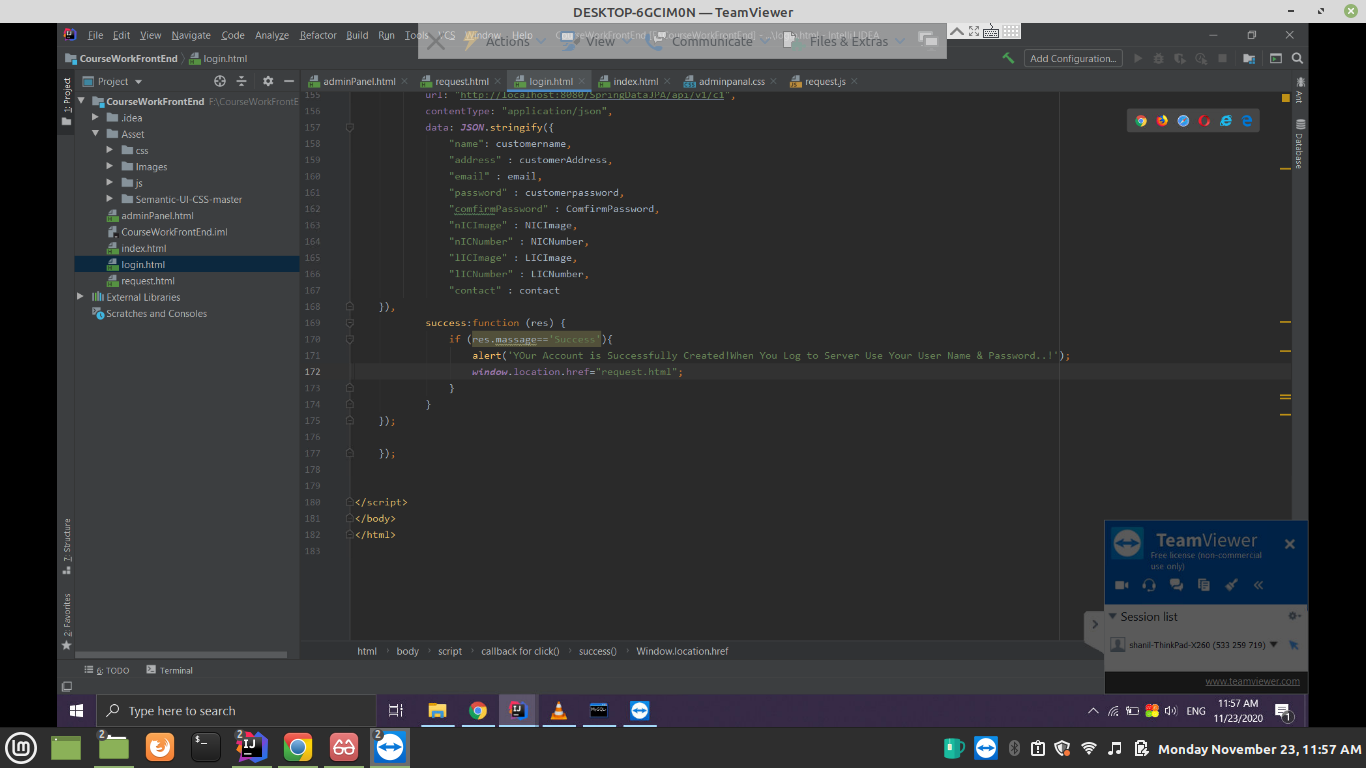 DESKTOP-6GCIM0N — TeamViewer
File Edit View Navigate Code Analyze Refactor Build Run Tools VCS Window Help
Actions View Communicate Files & Extras
CourseWorkFrontEnd login.html
Add Configuration...
1: Project
Project
adminPanel.html request.html login.html index.html adminpanal.css request.js
Ant
Database
CourseWorkFrontEnd F:\CourseWorkFrontE
.idea
Asset
css
Images
js
Semantic-UI-CSS-master
adminPanel.html
CourseWorkFrontEnd.iml
index.html
login.html
request.html
External Libraries
Scratches and Consoles
155 url: "http://localhost:8080/SpringDataJPA/api/v1/c1",
156 contentType: "application/json",
157 data: JSON.stringify({
158 "name": customername,
159 "address" : customerAddress,
160 "email" : email,
161 "password" : customerpassword,
162 "comfirmPassword" : ComfirmPassword,
163 "nICImage" : NICImage,
164 "nICNumber" : NICNumber,
165 "lICImage" : LICImage,
166 "lICNumber" : LICNumber,
167 "contact" : contact
168 }),
169 success:function (res) {
170 if (res.massage=='Success'){
171 alert('YOur Account is Successfully Created!When You Log to Server Use Your User Name & Password..!');
172 window.location.href="request.html";
173 }
174 }
175 });
176
177 });
178
179
180 </script>
181 </body>
182 </html>
183
7: Structure
2: Favorites
html body script callback for click() success() Window.location.href
6: TODO Terminal
TeamViewer
Free license (non-commercial
use only)
Session list
shanil-ThinkPad-X260 (533 259 719)
www.teamviewer.com
Type here to search
ENG
11:57 AM
11/23/2020
1
2
2
2
Monday November 23, 11:57 AM